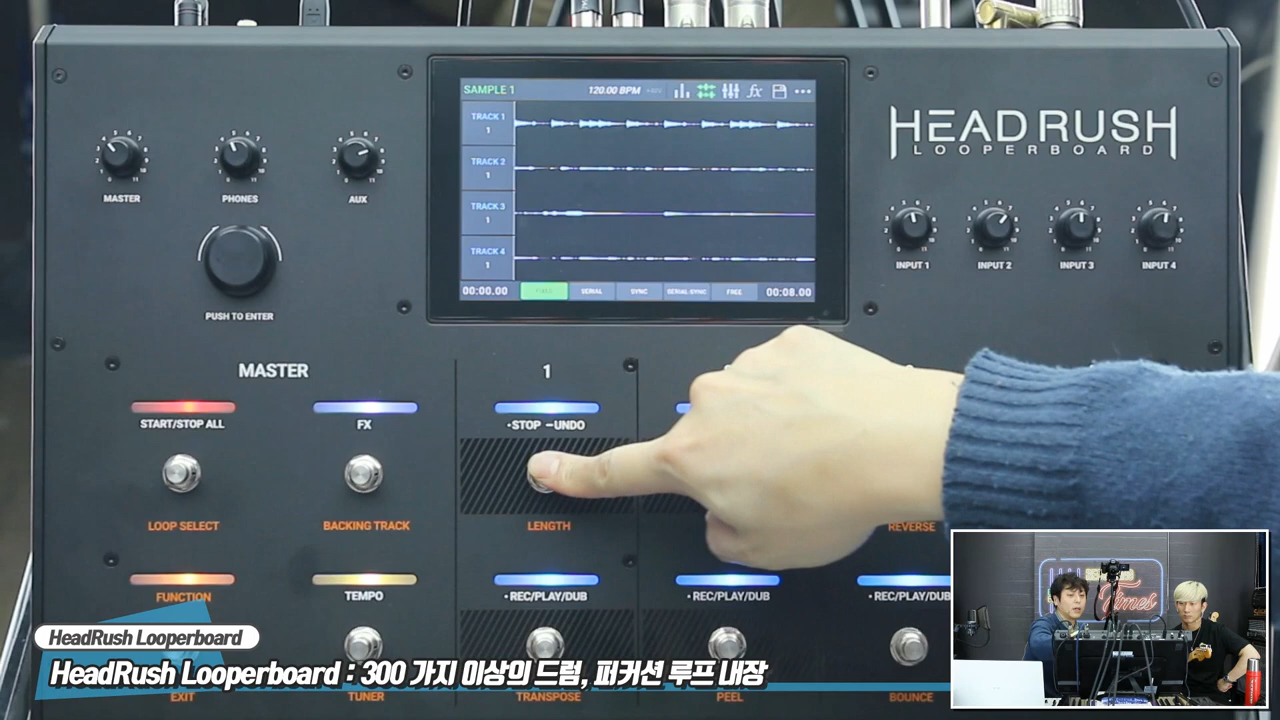 SAMPLE 1
120.00 BPM
fx
TRACK 1
1
TRACK 2
1
TRACK 3
1
TRACK 4
1
00:00.00
SERIAL
SYNC
SERIAL SYNC
FREE
00:08.00
HEADRUSH
LOOPERBOARD
MASTER
PHONES
AUX
PUSH TO ENTER
INPUT 1
INPUT 2
INPUT 3
INPUT 4
MASTER
1
START/STOP ALL
FX
•STOP –UNDO
LOOP SELECT
BACKING TRACK
LENGTH
REVERSE
FUNCTION
TEMPO
•REC/PLAY/DUB
•REC/PLAY/DUB
•REC/PLAY/DUB
EXIT
TUNER
TRANSPOSE
PEEL
BOUNCE
HeadRush Looperboard
HeadRush Looperboard : 300 가지 이상의 드럼, 퍼커션 루프 내장
Times